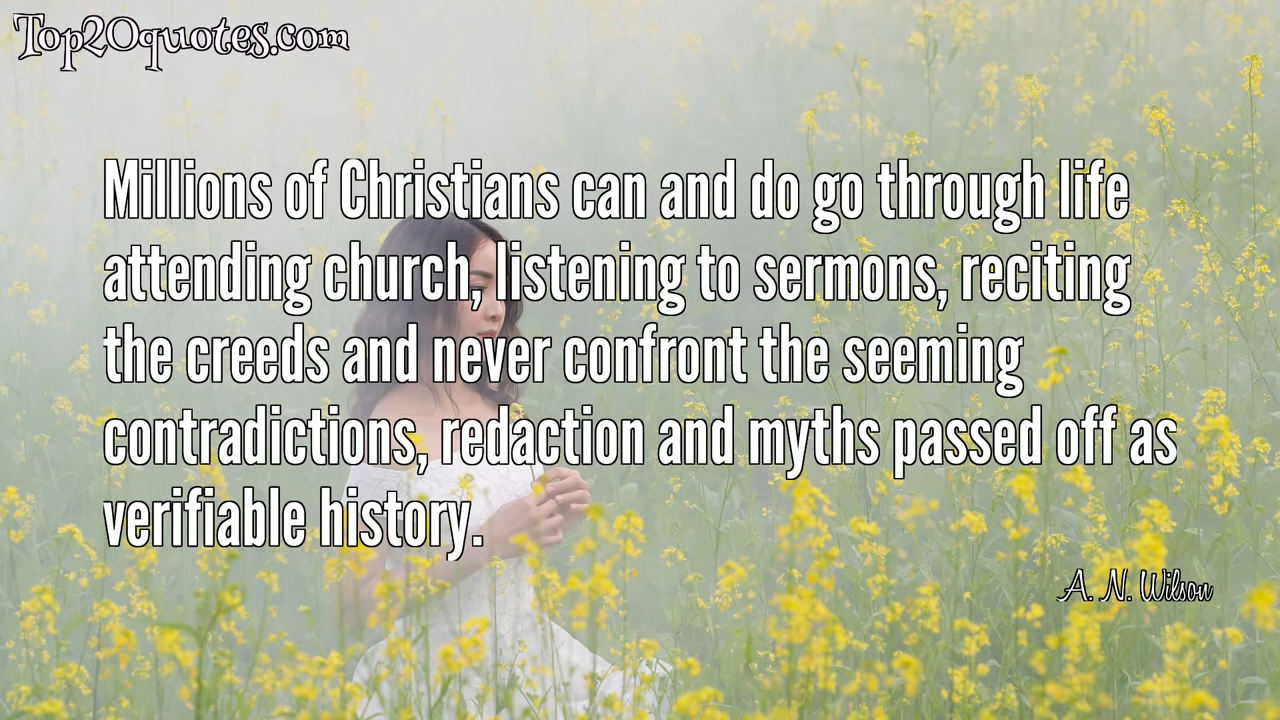 Top20quotes.com
Millions of Christians can and do go through life
attending church, listening to sermons, reciting
the creeds and never confront the seeming
contradictions, redaction and myths passed off as
verifiable history.
A. N. Wilson